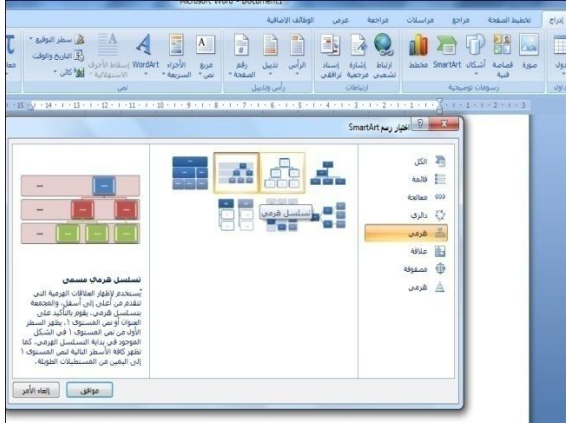 Microsoft Word - Document1
إدراج
تخطيط الصفحة
مراجع
مراسلات
مراجعة
عرض
الوظائف الإضافية
صورة
قصاصة فنية
أشكال
SmartArt
مخطط
ارتباط تشعبي
إشارة مرجعية
إسناد ترافقي
الرأس
تذييل
رقم الصفحة
مربع نص
الأجزاء السريعة
WordArt
إسقاط الأحرف الاستهلالية
سطر التوقيع
التاريخ والوقت
كائن
رسومات توضيحية
ارتباطات
رأس وتذييل
نص
اختيار رسم SmartArt
الكل
قائمة
معالجة
دائري
هرمي
علاقة
مصفوفة
هرمي
تسلسل هرمي
تسلسل هرمي مسمى
يُستخدم لإظهار العلاقات الهرمية التي
تتقدم من أعلى إلى أسفل، والمجمعة
بتسلسل هرمي. يقوم بالتأكيد على
العنوان أو نص المستوى ١. يظهر السطر
الأول من نص المستوى ١ في الشكل
الموجود في بداية التسلسل الهرمي، كما
تظهر كافة الأسطر التالية لنص المستوى ١
إلى اليمين من المستطيلات الطويلة.
موافق
إلغاء الأمر